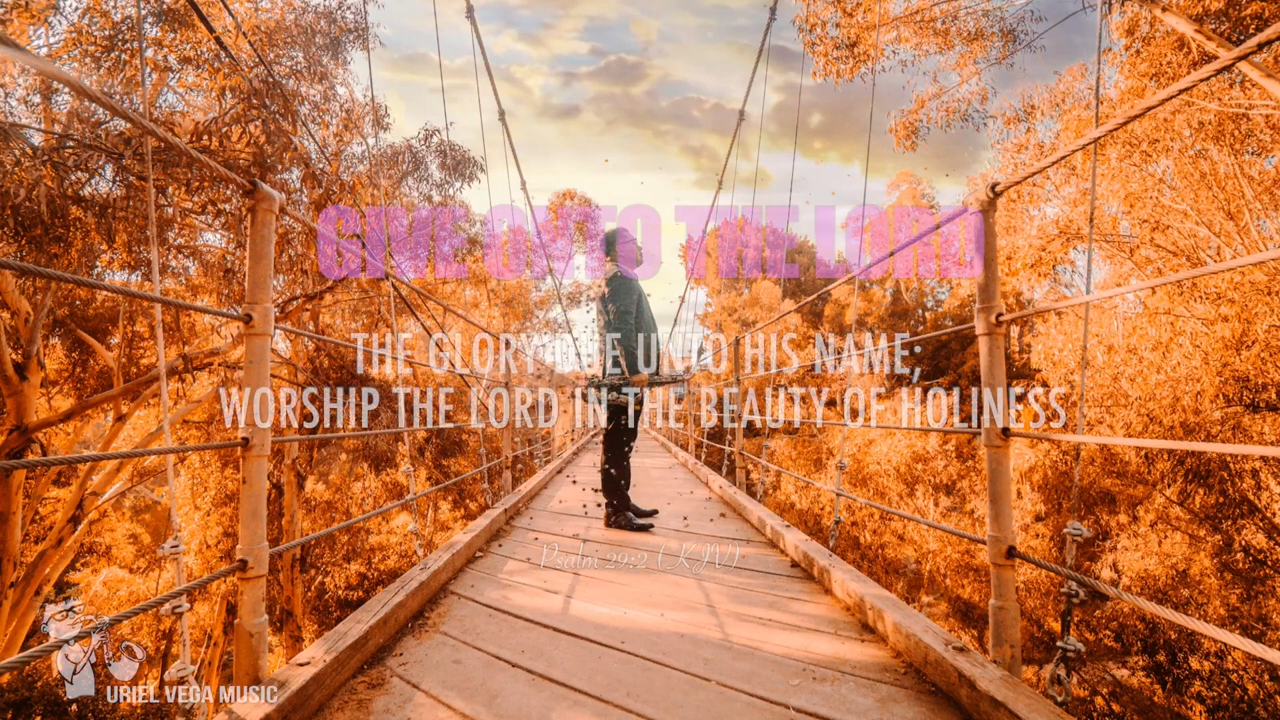 GIVE ONTO THE LORD
THE GLORY DUE UNTO HIS NAME;
WORSHIP THE LORD IN THE BEAUTY OF HOLINESS
Psalm 29:2 (KJV)
URIEL VEGA MUSIC